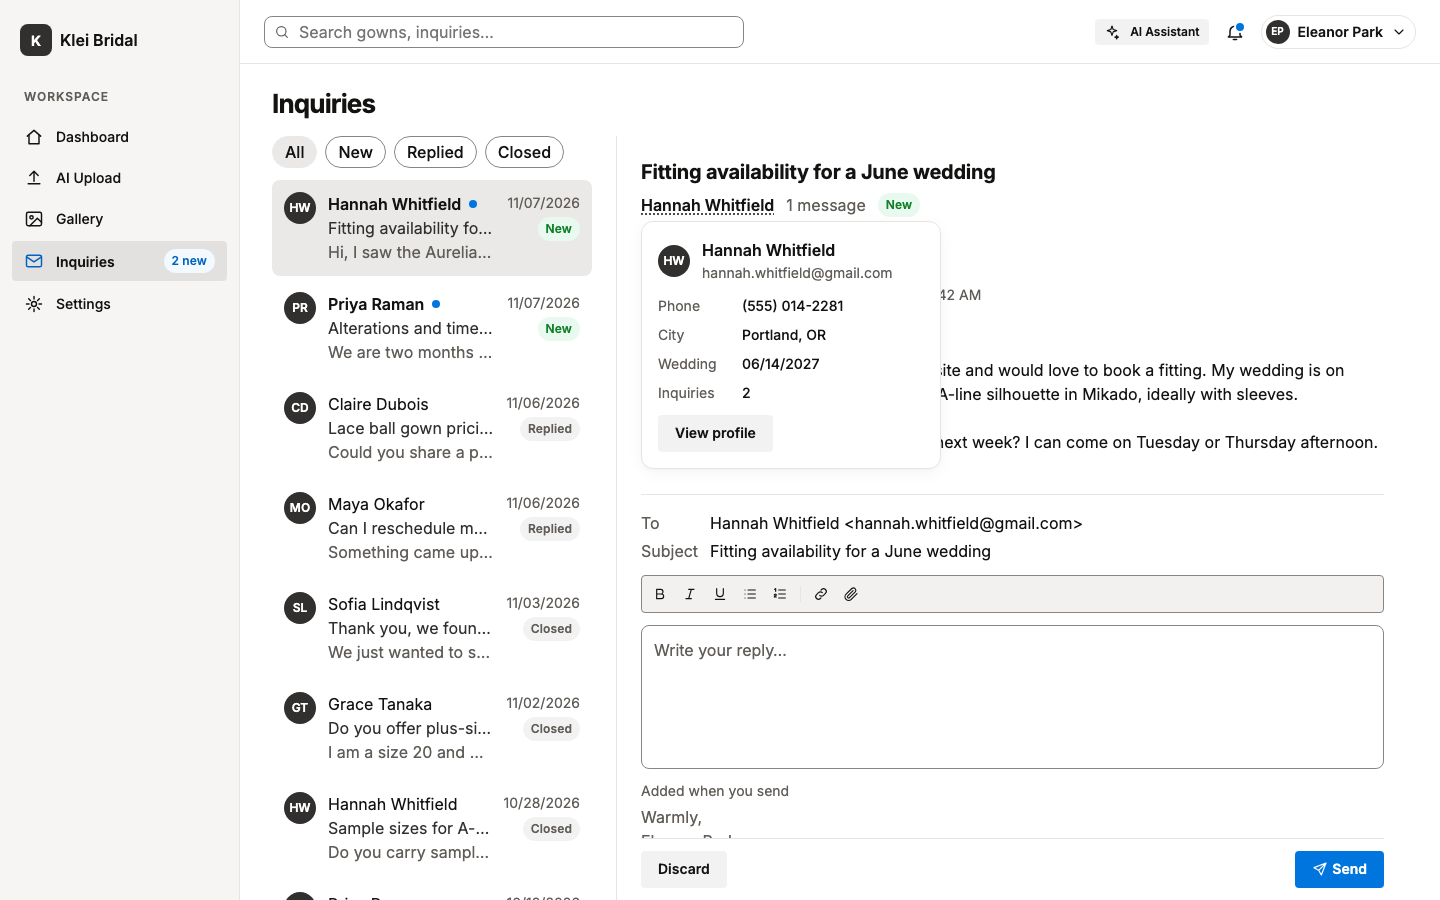 K Klei Bridal
Search gowns, inquiries...
AI Assistant
EP Eleanor Park
WORKSPACE
Dashboard
AI Upload
Gallery
Inquiries 2 new
Settings
Inquiries
All New Replied Closed
HW Hannah Whitfield 11/07/2026
Fitting availability fo... New
Hi, I saw the Aurelia...
PR Priya Raman 11/07/2026
Alterations and time... New
We are two months ...
CD Claire Dubois 11/06/2026
Lace ball gown prici... Replied
Could you share a p...
MO Maya Okafor 11/06/2026
Can I reschedule m... Replied
Something came up...
SL Sofia Lindqvist 11/03/2026
Thank you, we foun... Closed
We just wanted to s...
GT Grace Tanaka 11/02/2026
Do you offer plus-si... Closed
I am a size 20 and ...
HW Hannah Whitfield 10/28/2026
Sample sizes for A-... Closed
Do you carry sampl...
Fitting availability for a June wedding
Hannah Whitfield 1 message New
HW Hannah Whitfield
hannah.whitfield@gmail.com
Phone (555) 014-2281
City Portland, OR
Wedding 06/14/2027
Inquiries 2
View profile
42 AM
site and would love to book a fitting. My wedding is on
A-line silhouette in Mikado, ideally with sleeves.
next week? I can come on Tuesday or Thursday afternoon.
To Hannah Whitfield <hannah.whitfield@gmail.com>
Subject Fitting availability for a June wedding
B I U
Write your reply...
Added when you send
Warmly,
Discard
Send